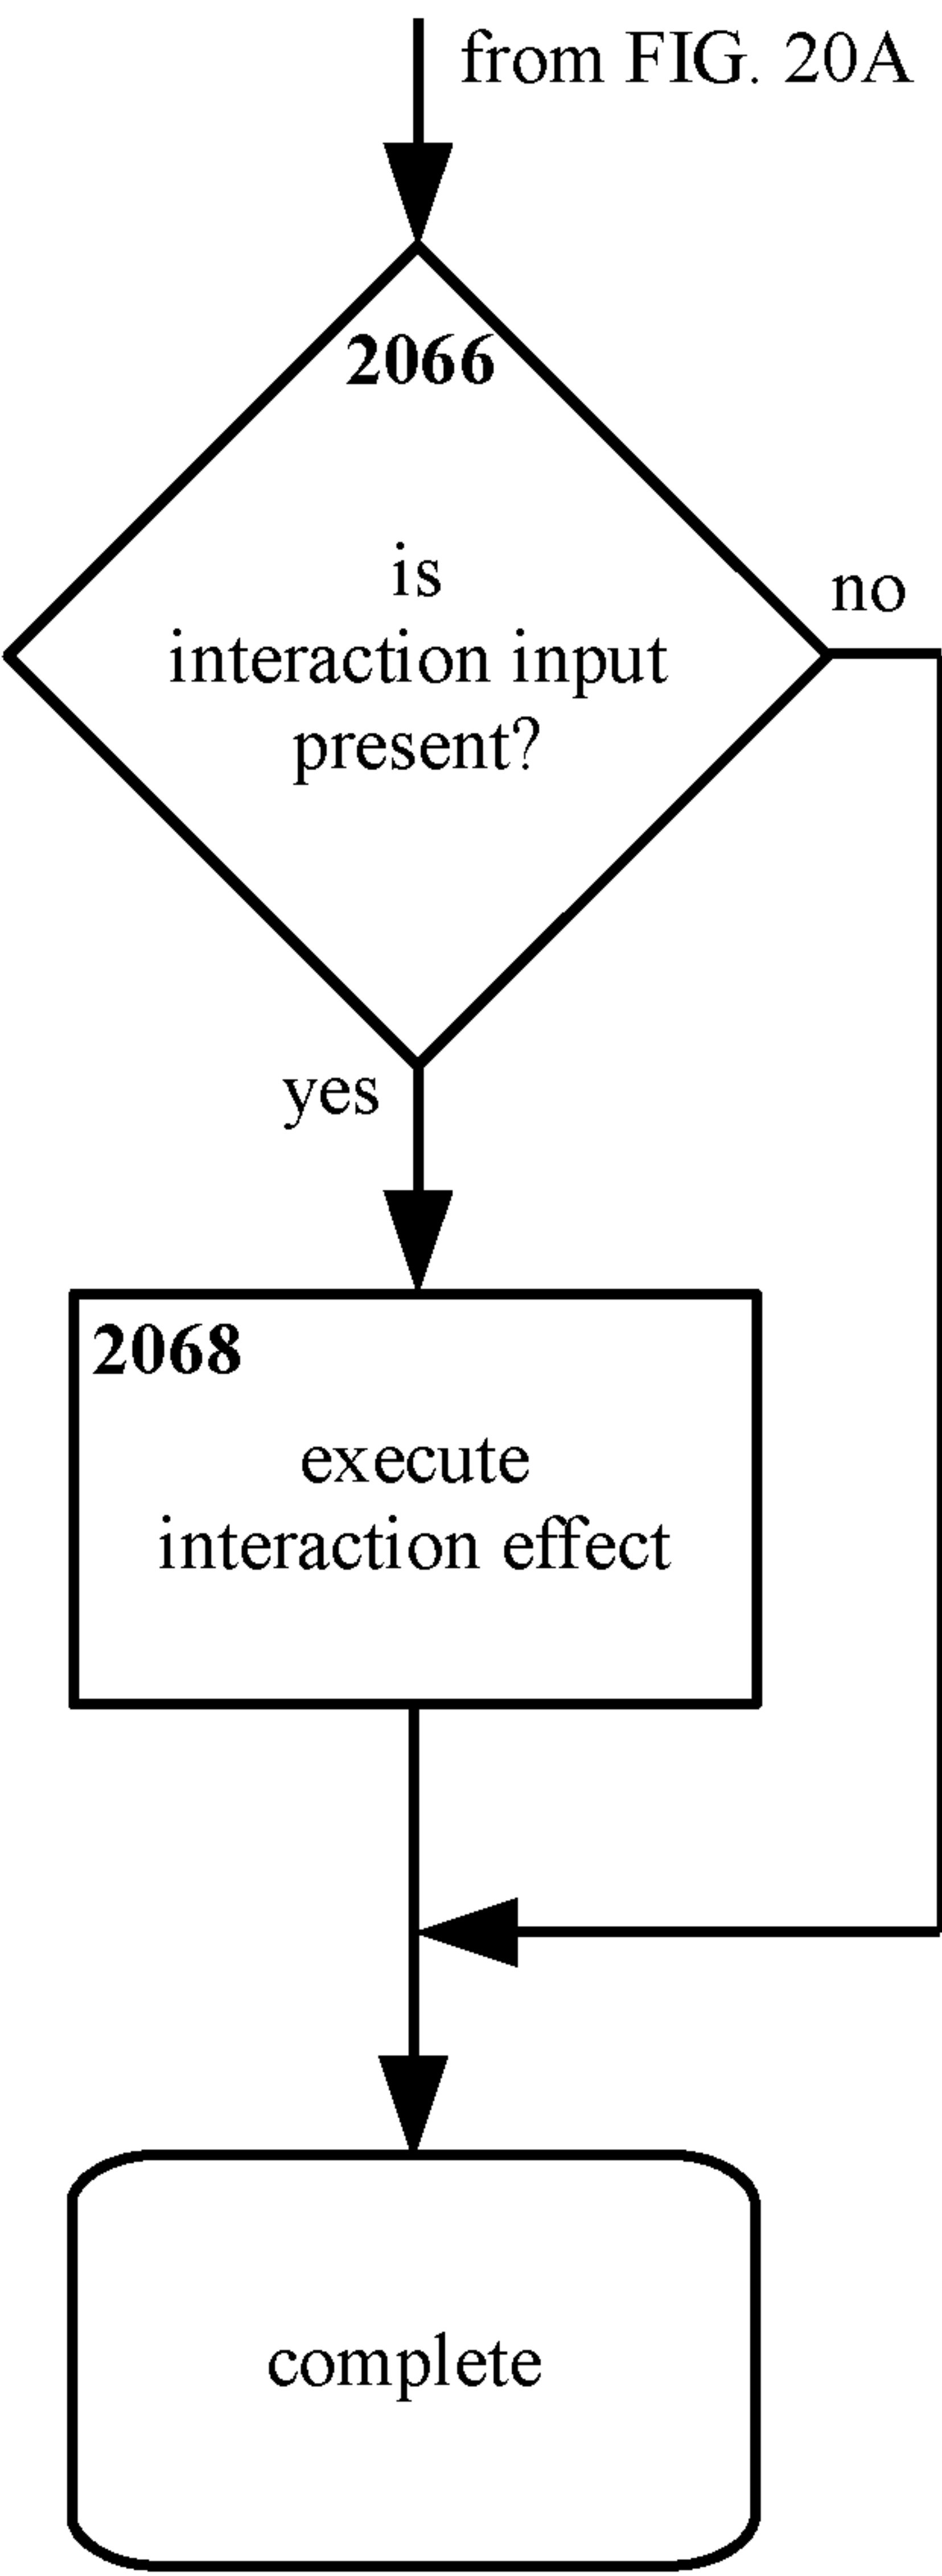 from FIG. 20A
2066
is
interaction input
present?
no
yes
2068
execute
interaction effect
complete